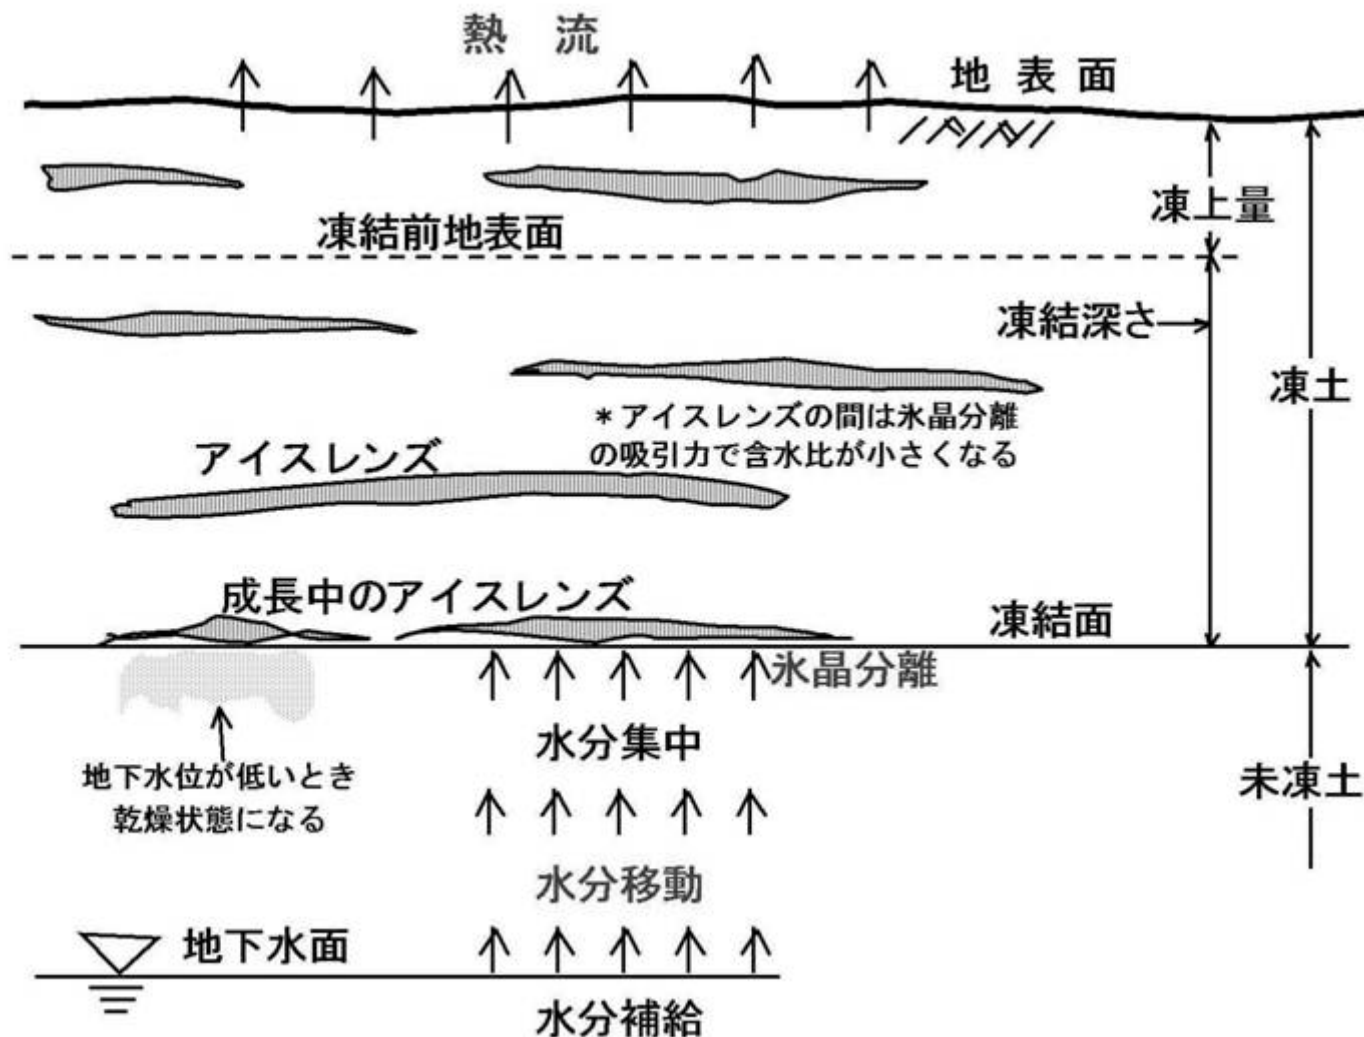 熱 流
地表面
凍上量
凍結前地表面
凍結深さ
凍土
*アイスレンズの間は氷晶分離
の吸引力で含水比が小さくなる
アイスレンズ
成長中のアイスレンズ
凍結面
氷晶分離
水分集中
地下水位が低いとき
乾燥状態になる
未凍土
水分移動
地下水面
水分補給